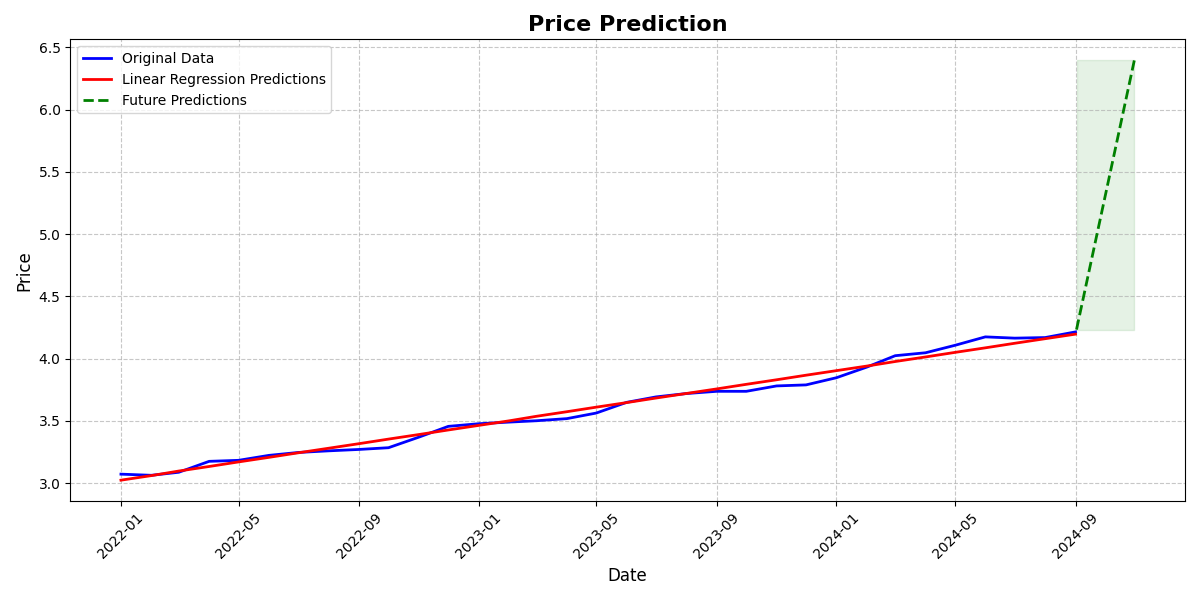 Price Prediction
Original Data
Linear Regression Predictions
Future Predictions
Price
6.5
6.0
5.5
5.0
4.5
4.0
3.5
3.0
2022-01
2022-05
2022-09
2023-01
2023-05
2023-09
2024-01
2024-05
2024-09
Date